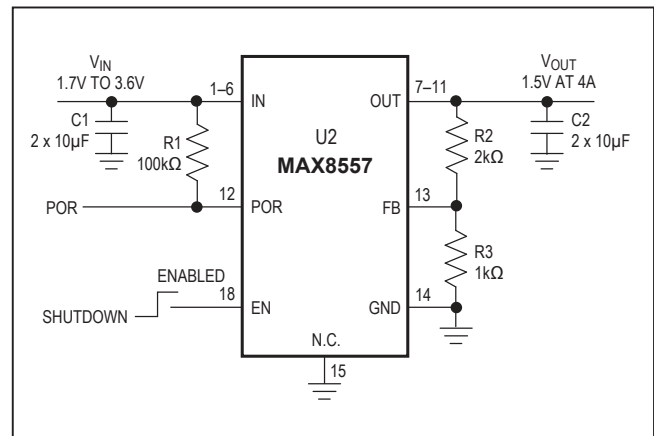 VIN
1.7V TO 3.6V
1–6
IN
C1
2 x 10µF
R1
100kΩ
POR
12
POR
ENABLED
SHUTDOWN
18
EN
U2
MAX8557
N.C.
15
OUT
7–11
VOUT
1.5V AT 4A
R2
2kΩ
C2
2 x 10µF
FB
13
R3
1kΩ
GND
14